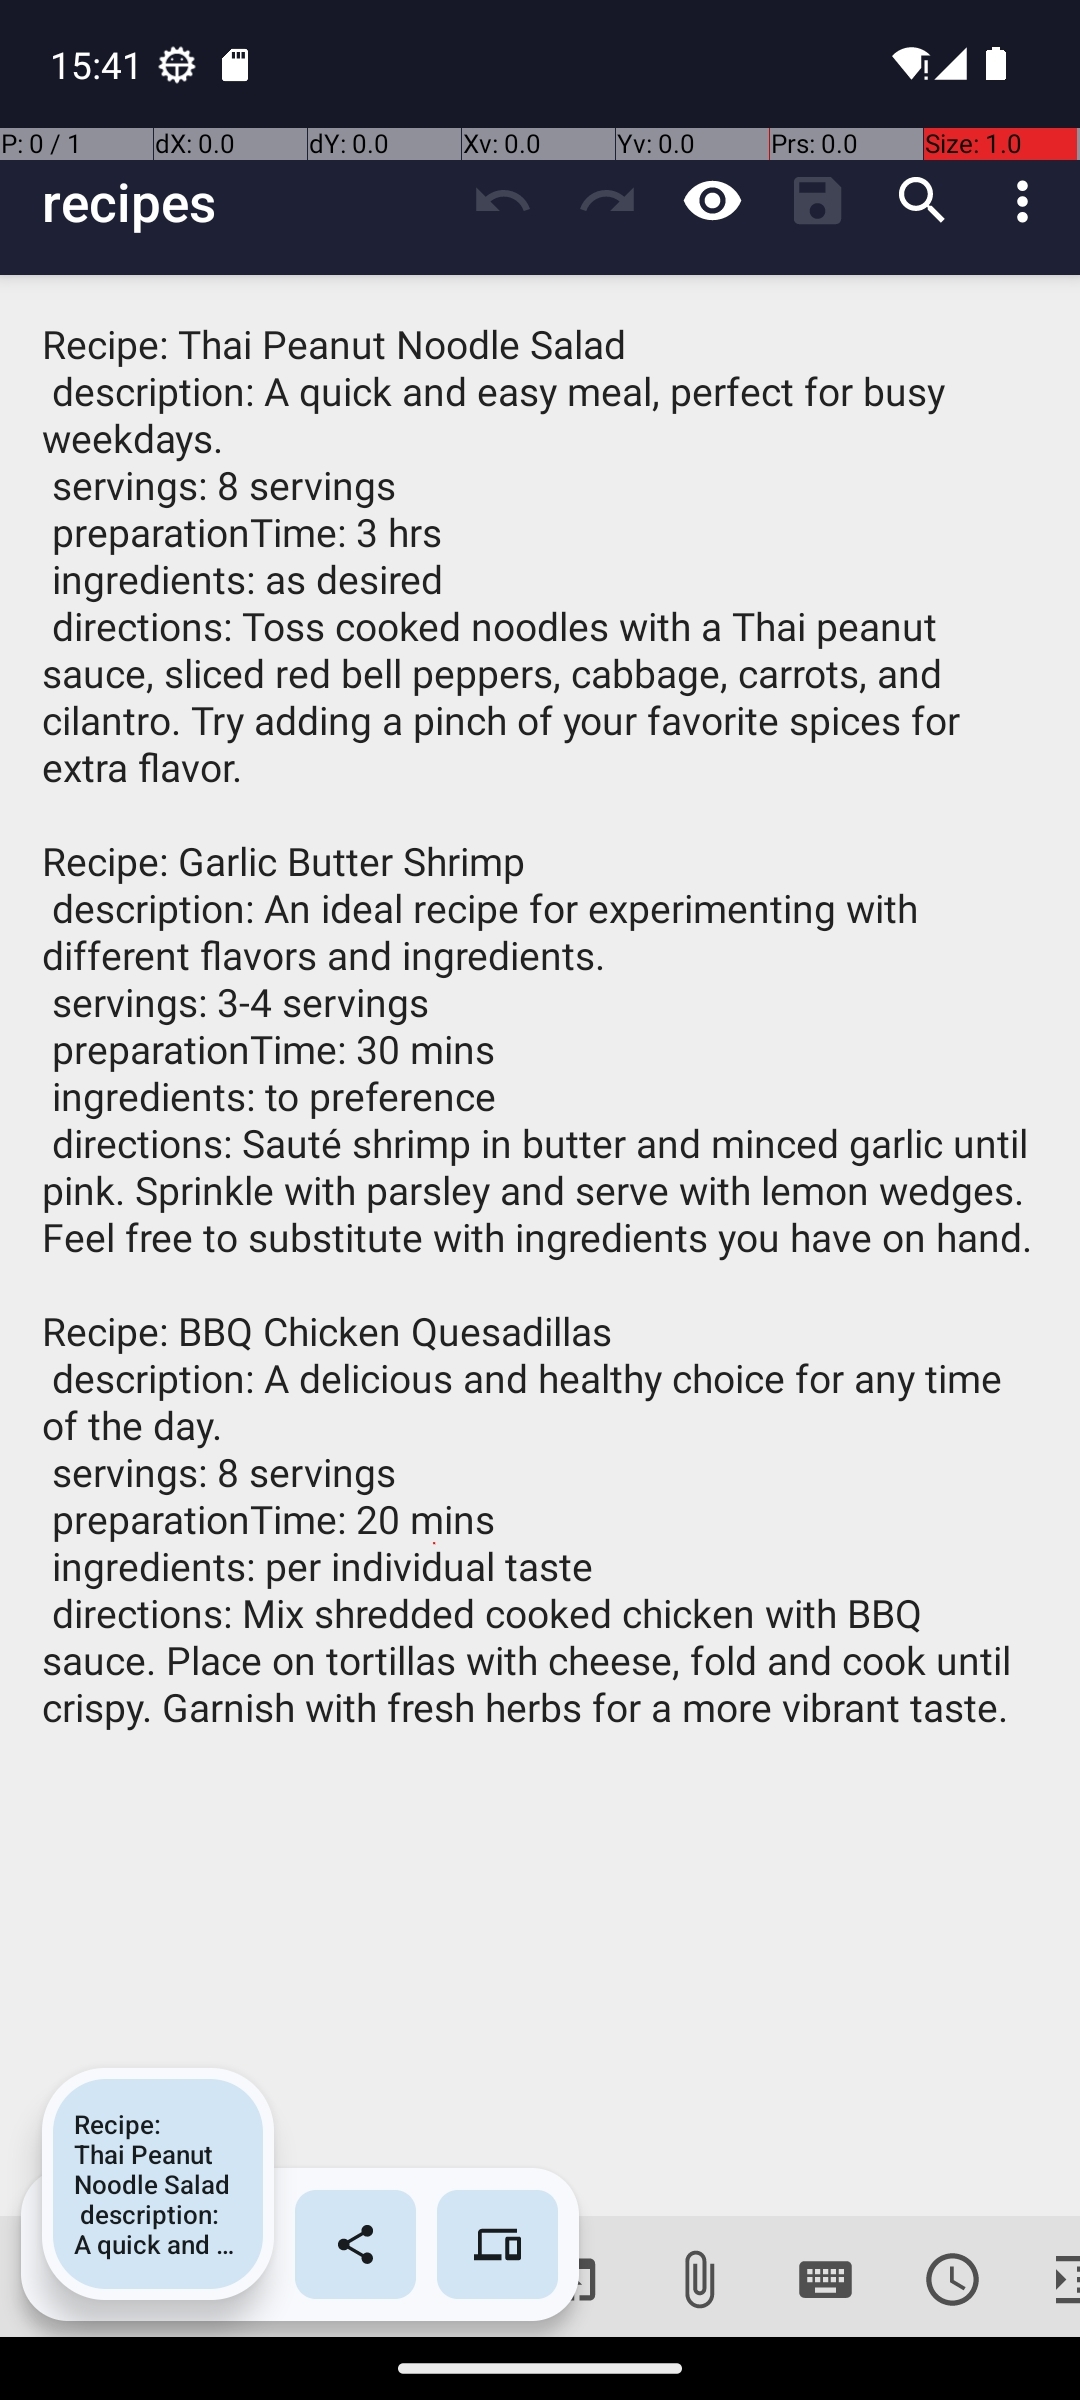 15:41
P: 0 / 1 dX: 0.0 dY: 0.0 Xv: 0.0 Yv: 0.0 Prs: 0.0 Size: 1.0
recipes
Recipe: Thai Peanut Noodle Salad
description: A quick and easy meal, perfect for busy
weekdays.
servings: 8 servings
preparationTime: 3 hrs
ingredients: as desired
directions: Toss cooked noodles with a Thai peanut
sauce, sliced red bell peppers, cabbage, carrots, and
cilantro. Try adding a pinch of your favorite spices for
extra flavor.
Recipe: Garlic Butter Shrimp
description: An ideal recipe for experimenting with
different flavors and ingredients.
servings: 3-4 servings
preparationTime: 30 mins
ingredients: to preference
directions: Sauté shrimp in butter and minced garlic until
pink. Sprinkle with parsley and serve with lemon wedges.
Feel free to substitute with ingredients you have on hand.
Recipe: BBQ Chicken Quesadillas
description: A delicious and healthy choice for any time
of the day.
servings: 8 servings
preparationTime: 20 mins
ingredients: per individual taste
directions: Mix shredded cooked chicken with BBQ
sauce. Place on tortillas with cheese, fold and cook until
crispy. Garnish with fresh herbs for a more vibrant taste.
Recipe:
Thai Peanut
Noodle Salad
description:
A quick and ...